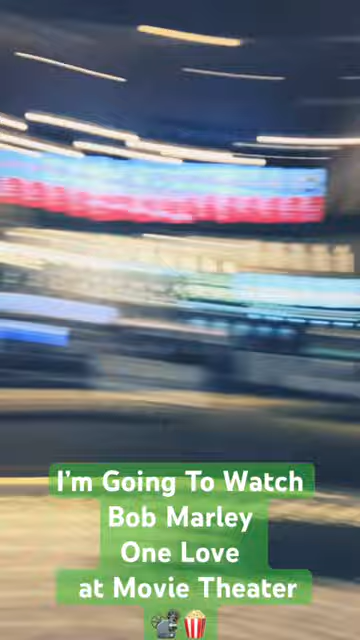 I'm Going To Watch
Bob Marley
One Love
at Movie Theater
📽🍿